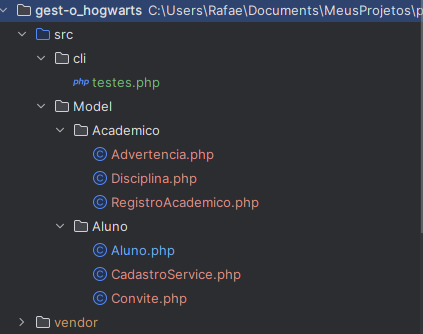 gest-o_hogwarts C:\Users\Rafae\Documents\MeusProjetos\p
src
cli
php testes.php
Model
Academico
C Advertencia.php
C Disciplina.php
C RegistroAcademico.php
Aluno
C Aluno.php
C CadastroService.php
C Convite.php
vendor